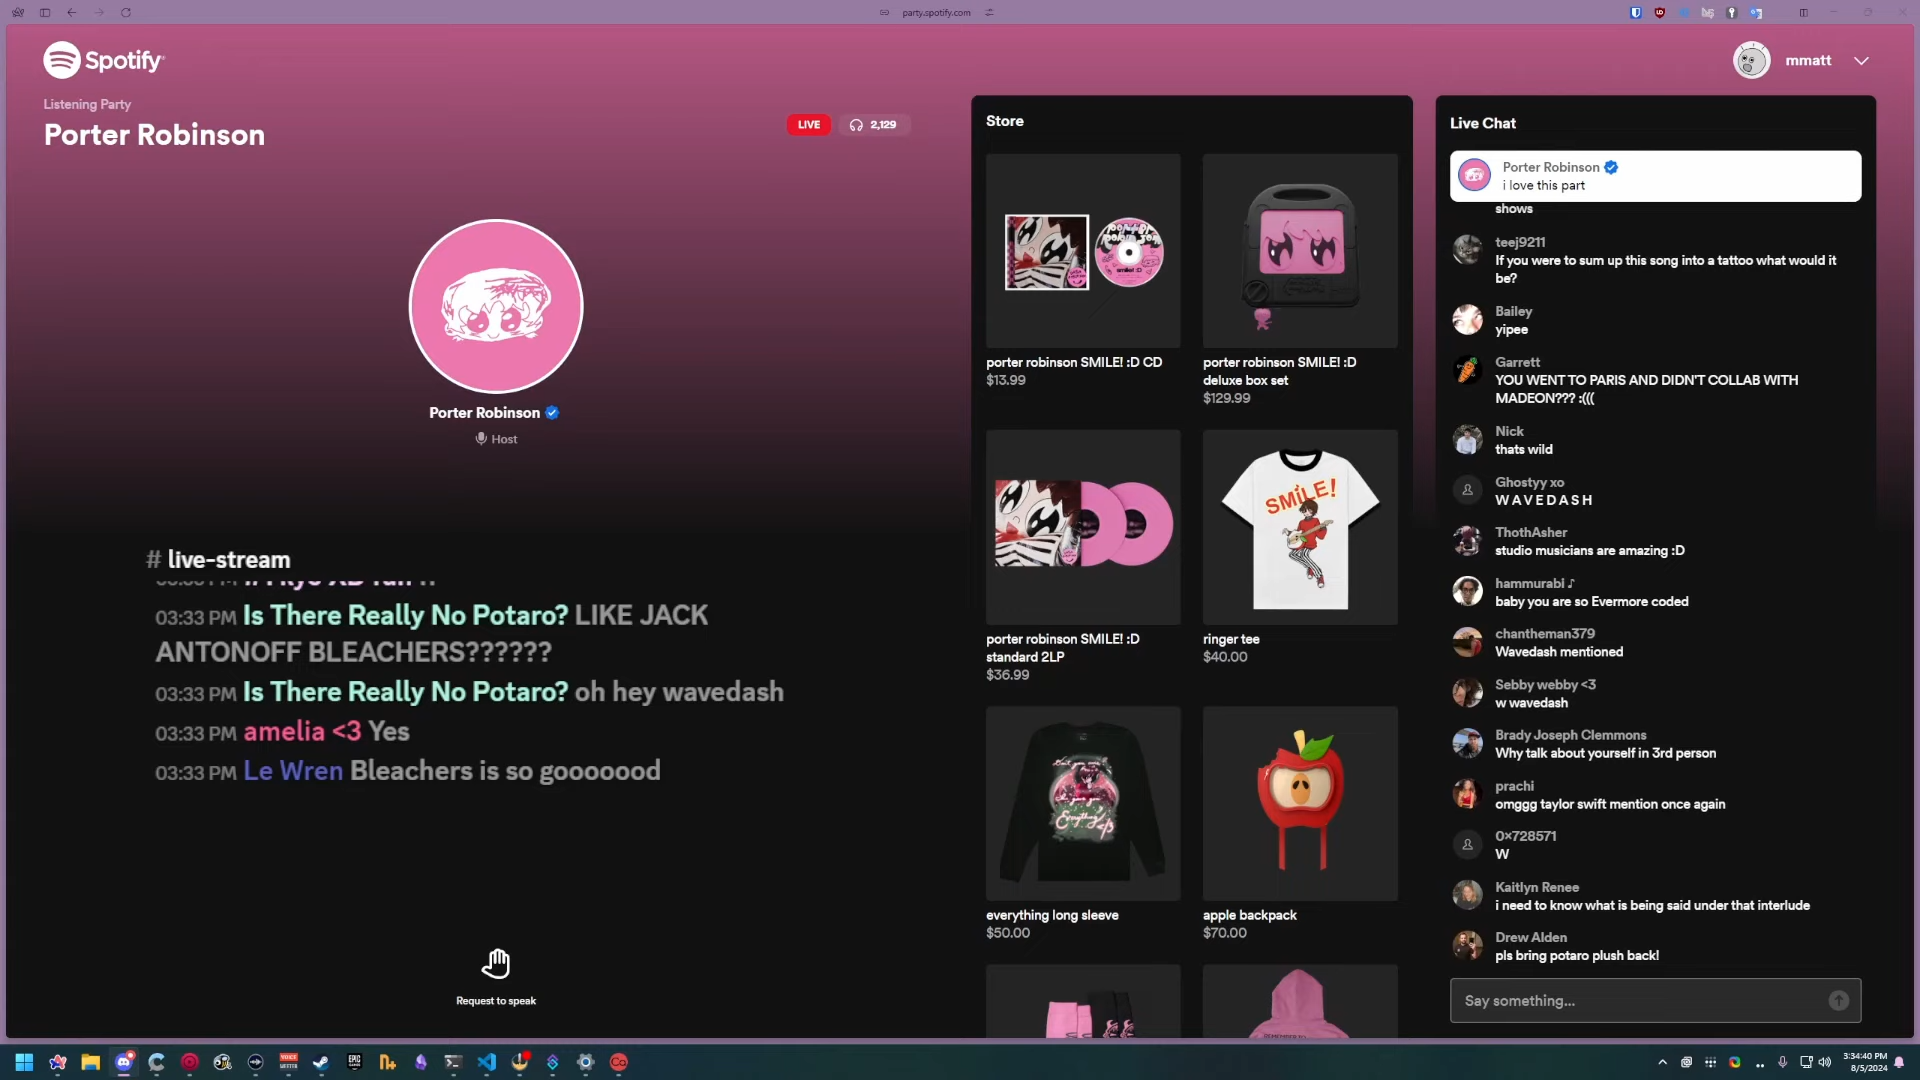 party.spotify.com
Spotify
mmatt
Listening Party
Porter Robinson
LIVE
2,129
Porter Robinson
Host
# live-stream
03:33 PM Is There Really No Potaro? LIKE JACK
ANTONOFF BLEACHERS??????
03:33 PM Is There Really No Potaro? oh hey wavedash
03:33 PM amelia <3 Yes
03:33 PM Le Wren Bleachers is so gooooood
Request to speak
Store
porter robinson SMILE! :D CD
$13.99
porter robinson SMILE! :D
deluxe box set
$129.99
porter robinson SMILE! :D
standard 2LP
$36.99
SMiLE!
ringer tee
$40.00
everything long sleeve
$50.00
apple backpack
$70.00
Live Chat
Porter Robinson
i love this part
shows
teej9211
If you were to sum up this song into a tattoo what would it
be?
Bailey
yipee
Garrett
YOU WENT TO PARIS AND DIDN'T COLLAB WITH
MADEON??? :(((
Nick
thats wild
Ghostyy xo
W A V E D A S H
ThothAsher
studio musicians are amazing :D
hammurabi ♪
baby you are so Evermore coded
chantheman379
Wavedash mentioned
Sebby webby <3
w wavedash
Brady Joseph Clemmons
Why talk about yourself in 3rd person
prachi
omggg taylor swift mention once again
0×728571
W
Kaitlyn Renee
i need to know what is being said under that interlude
Drew Alden
pls bring potaro plush back!
Say something...
3:34:40 PM
8/5/2024